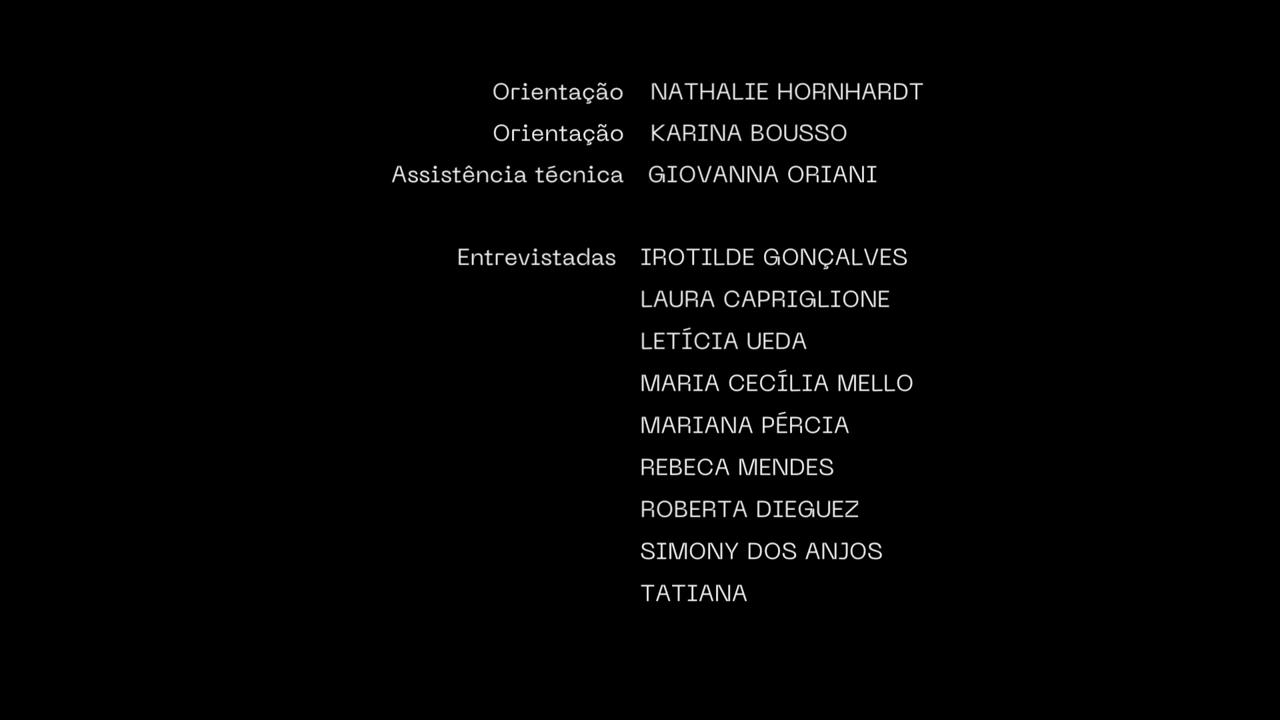 Orientação NATHALIE HORNHARDT
Orientação KARINA BOUSSO
Assistência técnica GIOVANNA ORIANI
Entrevistadas IROTILDE GONÇALVES
LAURA CAPRIGLIONE
LETÍCIA UEDA
MARIA CECÍLIA MELLO
MARIANA PÉRCIA
REBECA MENDES
ROBERTA DIEGUEZ
SIMONY DOS ANJOS
TATIANA